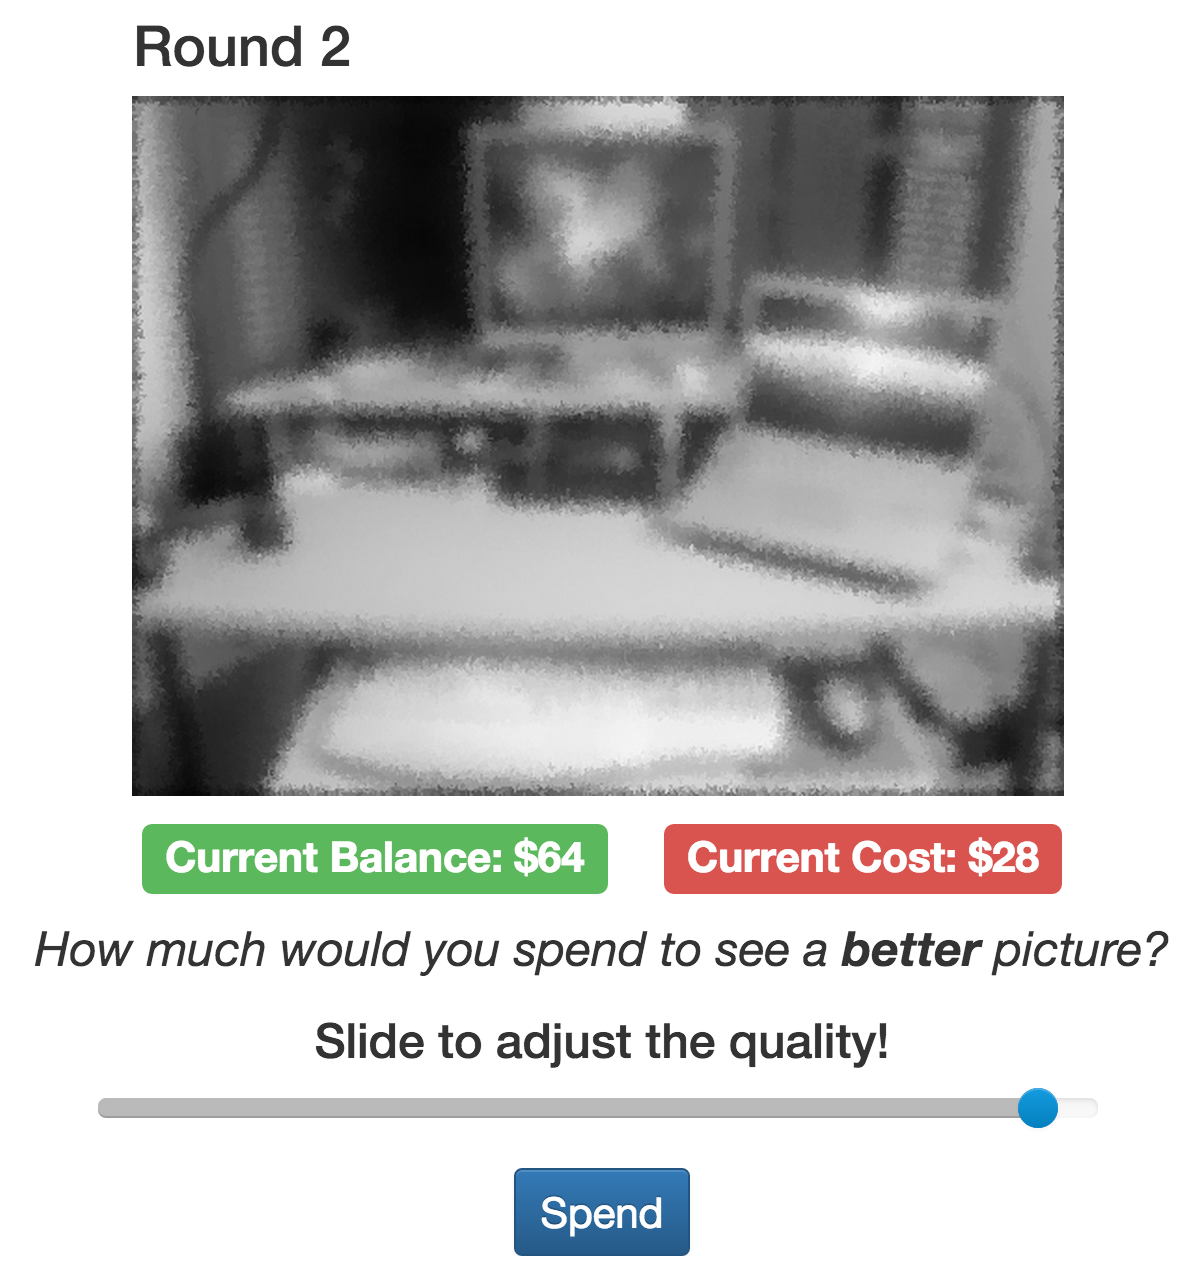 Round 2
Current Balance: $64
Current Cost: $28
How much would you spend to see a better picture?
Slide to adjust the quality!
Spend